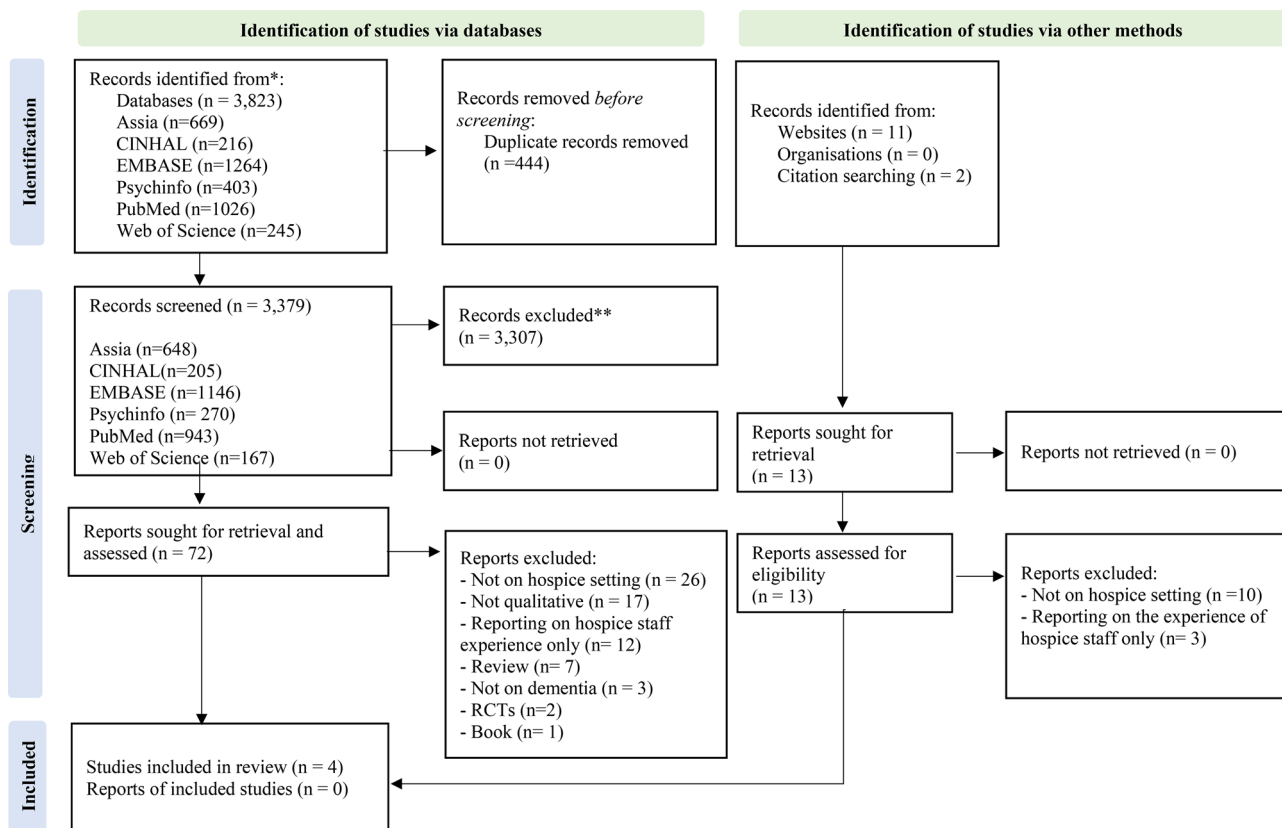 Identification of studies via databases
Identification of studies via other methods
Identification
Records identified from*:
Databases (n = 3,823)
Assia (n=669)
CINHAL (n=216)
EMBASE (n=1264)
Psychinfo (n=403)
PubMed (n=1026)
Web of Science (n=245)
Records removed before
screening:
Duplicate records removed
(n =444)
Records identified from:
Websites (n = 11)
Organisations (n = 0)
Citation searching (n = 2)
Screening
Records screened (n = 3,379)
Assia (n=648)
CINHAL(n=205)
EMBASE (n=1146)
Psychinfo (n= 270)
PubMed (n=943)
Web of Science (n=167)
Records excluded**
(n = 3,307)
Reports not retrieved
(n = 0)
Reports sought for
retrieval
(n = 13)
Reports not retrieved (n = 0)
Reports sought for retrieval and
assessed (n = 72)
Reports excluded:
- Not on hospice setting (n = 26)
- Not qualitative (n = 17)
- Reporting on hospice staff
experience only (n= 12)
- Review (n= 7)
- Not on dementia (n = 3)
- RCTs (n=2)
- Book (n= 1)
Reports assessed for
eligibility
(n = 13)
Reports excluded:
- Not on hospice setting (n =10)
- Reporting on the experience of
hospice staff only (n= 3)
Included
Studies included in review (n = 4)
Reports of included studies (n = 0)